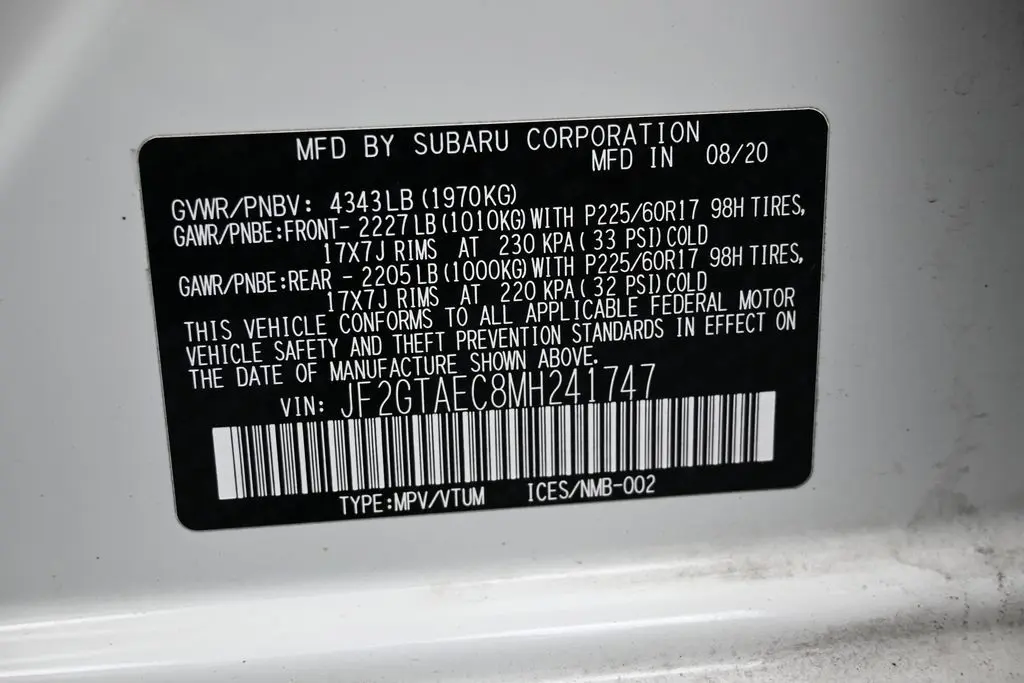 MFD BY SUBARU CORPORATION
MFD IN 08/20
GVWR/PNBV: 4343LB (1970KG)
GAWR/PNBE:FRONT- 2227LB (1010KG) WITH P225/60R17 98H TIRES,
17X7J RIMS AT 230 KPA (33 PSI) COLD
GAWR/PNBE:REAR - 2205LB (1000KG) WITH P225/60R17 98H TIRES,
17X7J RIMS AT 220 KPA (32 PSI) COLD
THIS VEHICLE CONFORMS TO ALL APPLICABLE FEDERAL MOTOR
VEHICLE SAFETY AND THEFT PREVENTION STANDARDS IN EFFECT ON
THE DATE OF MANUFACTURE SHOWN ABOVE.
VIN: JF2GTAEC8MH241747
TYPE:MPV/VTUM ICES/NMB-002